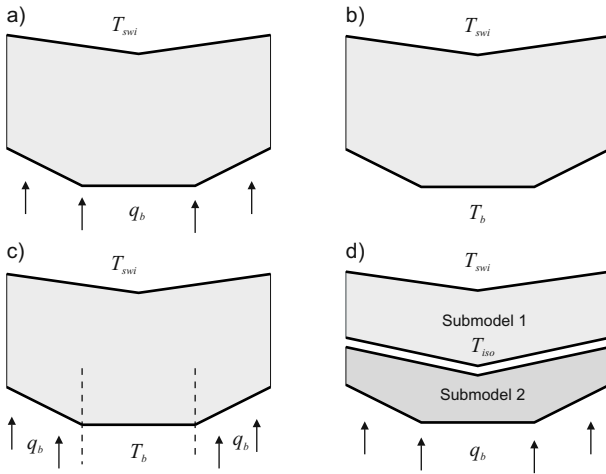 a)
T_swi
q_b
b)
T_swi
T_b
c)
T_swi
q_b
T_b
q_b
d)
T_swi
Submodel 1
T_iso
Submodel 2
q_b